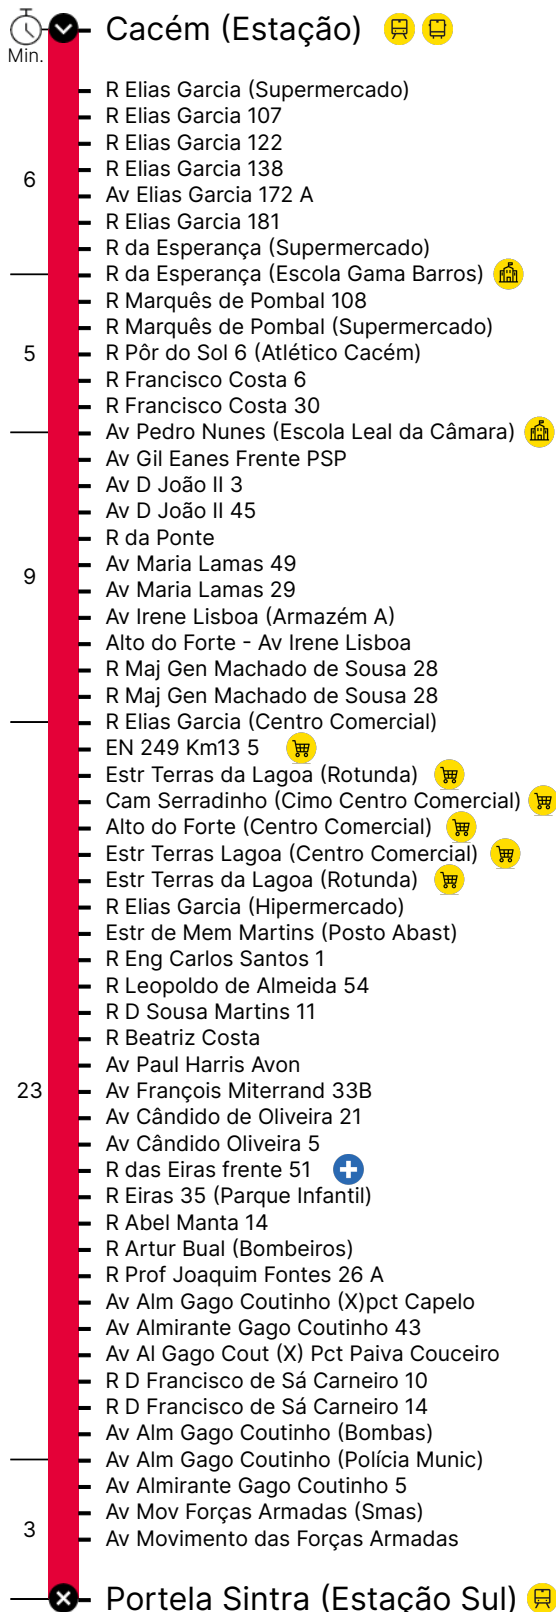 Cacém (Estação)
Min.
R Elias Garcia (Supermercado)
R Elias Garcia 107
R Elias Garcia 122
R Elias Garcia 138
6
Av Elias Garcia 172 A
R Elias Garcia 181
R da Esperança (Supermercado)
R da Esperança (Escola Gama Barros)
R Marquês de Pombal 108
R Marquês de Pombal (Supermercado)
5
R Pôr do Sol 6 (Atlético Cacém)
R Francisco Costa 6
R Francisco Costa 30
Av Pedro Nunes (Escola Leal da Câmara)
Av Gil Eanes Frente PSP
Av D João II 3
Av D João II 45
R da Ponte
Av Maria Lamas 49
9
Av Maria Lamas 29
Av Irene Lisboa (Armazém A)
Alto do Forte - Av Irene Lisboa
R Maj Gen Machado de Sousa 28
R Maj Gen Machado de Sousa 28
R Elias Garcia (Centro Comercial)
EN 249 Km13 5
Estr Terras da Lagoa (Rotunda)
Cam Serradinho (Cimo Centro Comercial)
Alto do Forte (Centro Comercial)
Estr Terras Lagoa (Centro Comercial)
Estr Terras da Lagoa (Rotunda)
R Elias Garcia (Hipermercado)
Estr de Mem Martins (Posto Abast)
R Eng Carlos Santos 1
R Leopoldo de Almeida 54
R D Sousa Martins 11
R Beatriz Costa
Av Paul Harris Avon
23
Av François Miterrand 33B
Av Cândido de Oliveira 21
Av Cândido Oliveira 5
R das Eiras frente 51
R Eiras 35 (Parque Infantil)
R Abel Manta 14
R Artur Bual (Bombeiros)
R Prof Joaquim Fontes 26 A
Av Alm Gago Coutinho (X)pct Capelo
Av Almirante Gago Coutinho 43
Av Al Gago Cout (X) Pct Paiva Couceiro
R D Francisco de Sá Carneiro 10
R D Francisco de Sá Carneiro 14
Av Alm Gago Coutinho (Bombas)
Av Alm Gago Coutinho (Polícia Munic)
Av Almirante Gago Coutinho 5
Av Mov Forças Armadas (Smas)
3
Av Movimento das Forças Armadas
Portela Sintra (Estação Sul)